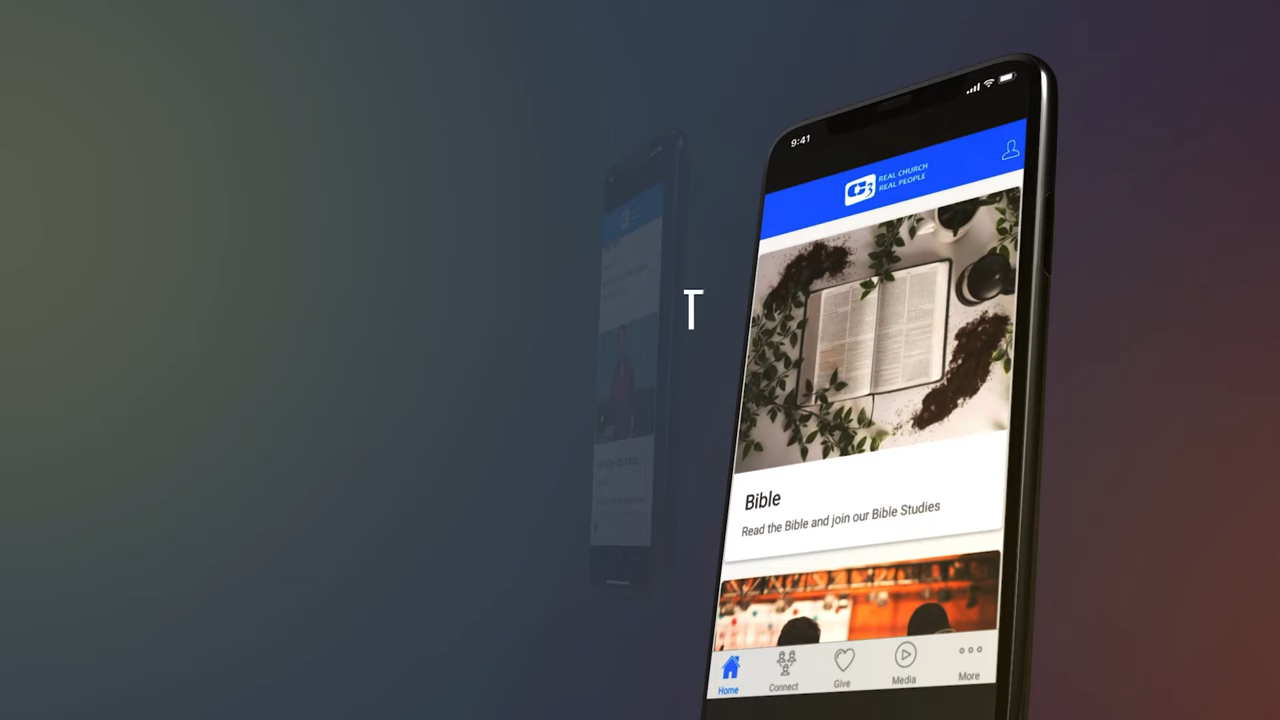 9:41
REAL CHURCH
REAL PEOPLE
T
Bible
Read the Bible and join our Bible Studies
Home
Connect
Give
Media
More